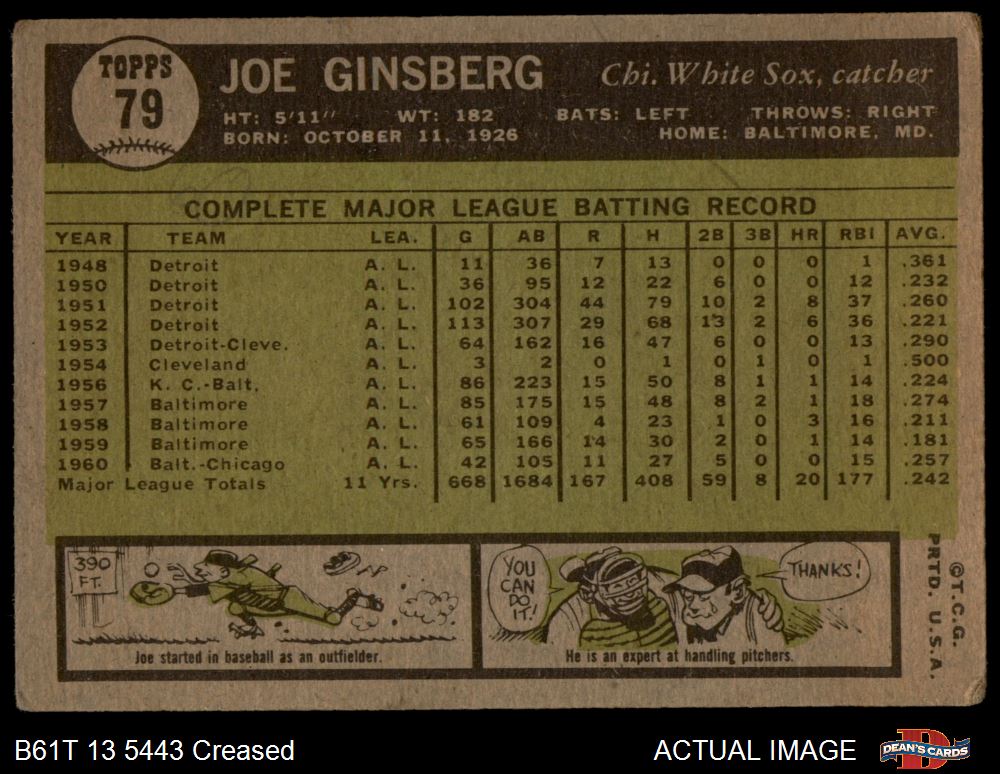 TOPPS
79
JOE GINSBERG
Chi. White Sox, catcher
HT: 5'11" WT: 182 BATS: LEFT THROWS: RIGHT
BORN: OCTOBER 11, 1926 HOME: BALTIMORE, MD.
COMPLETE MAJOR LEAGUE BATTING RECORD
YEAR TEAM LEA. G AB R H 2B 3B HR RBI AVG.
1948 Detroit A. L. 11 36 7 13 0 0 0 1 .361
1950 Detroit A. L. 36 95 12 22 6 0 0 12 .232
1951 Detroit A. L. 102 304 44 79 10 2 8 37 .260
1952 Detroit A. L. 113 307 29 68 13 2 6 36 .221
1953 Detroit-Cleve. A. L. 64 162 16 47 6 0 0 13 .290
1954 Cleveland A. L. 3 2 0 1 0 1 0 1 .500
1956 K. C.-Balt. A. L. 86 223 15 50 8 1 1 14 .224
1957 Baltimore A. L. 85 175 15 48 8 2 1 18 .274
1958 Baltimore A. L. 61 109 4 23 1 0 3 16 .211
1959 Baltimore A. L. 65 166 14 30 2 0 1 14 .181
1960 Balt.-Chicago A. L. 42 105 11 27 5 0 0 15 .257
Major League Totals 11 Yrs. 668 1684 167 408 59 8 20 177 .242
390
FT.
Joe started in baseball as an outfielder.
YOU
CAN
DO
IT!
THANKS!
He is an expert at handling pitchers.
©T.C.G.
PRTD. U.S.A.
B61T 13 5443 Creased
ACTUAL IMAGE
DEAN'S CARDS